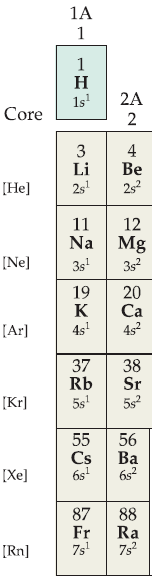 1A
1
1
H
1s¹
Core
2A
2
3 4
Li Be
[He] 2s¹ 2s²
11 12
Na Mg
[Ne] 3s¹ 3s²
19 20
K Ca
[Ar] 4s¹ 4s²
37 38
Rb Sr
[Kr] 5s¹ 5s²
55 56
Cs Ba
[Xe] 6s¹ 6s²
87 88
Fr Ra
[Rn] 7s¹ 7s²